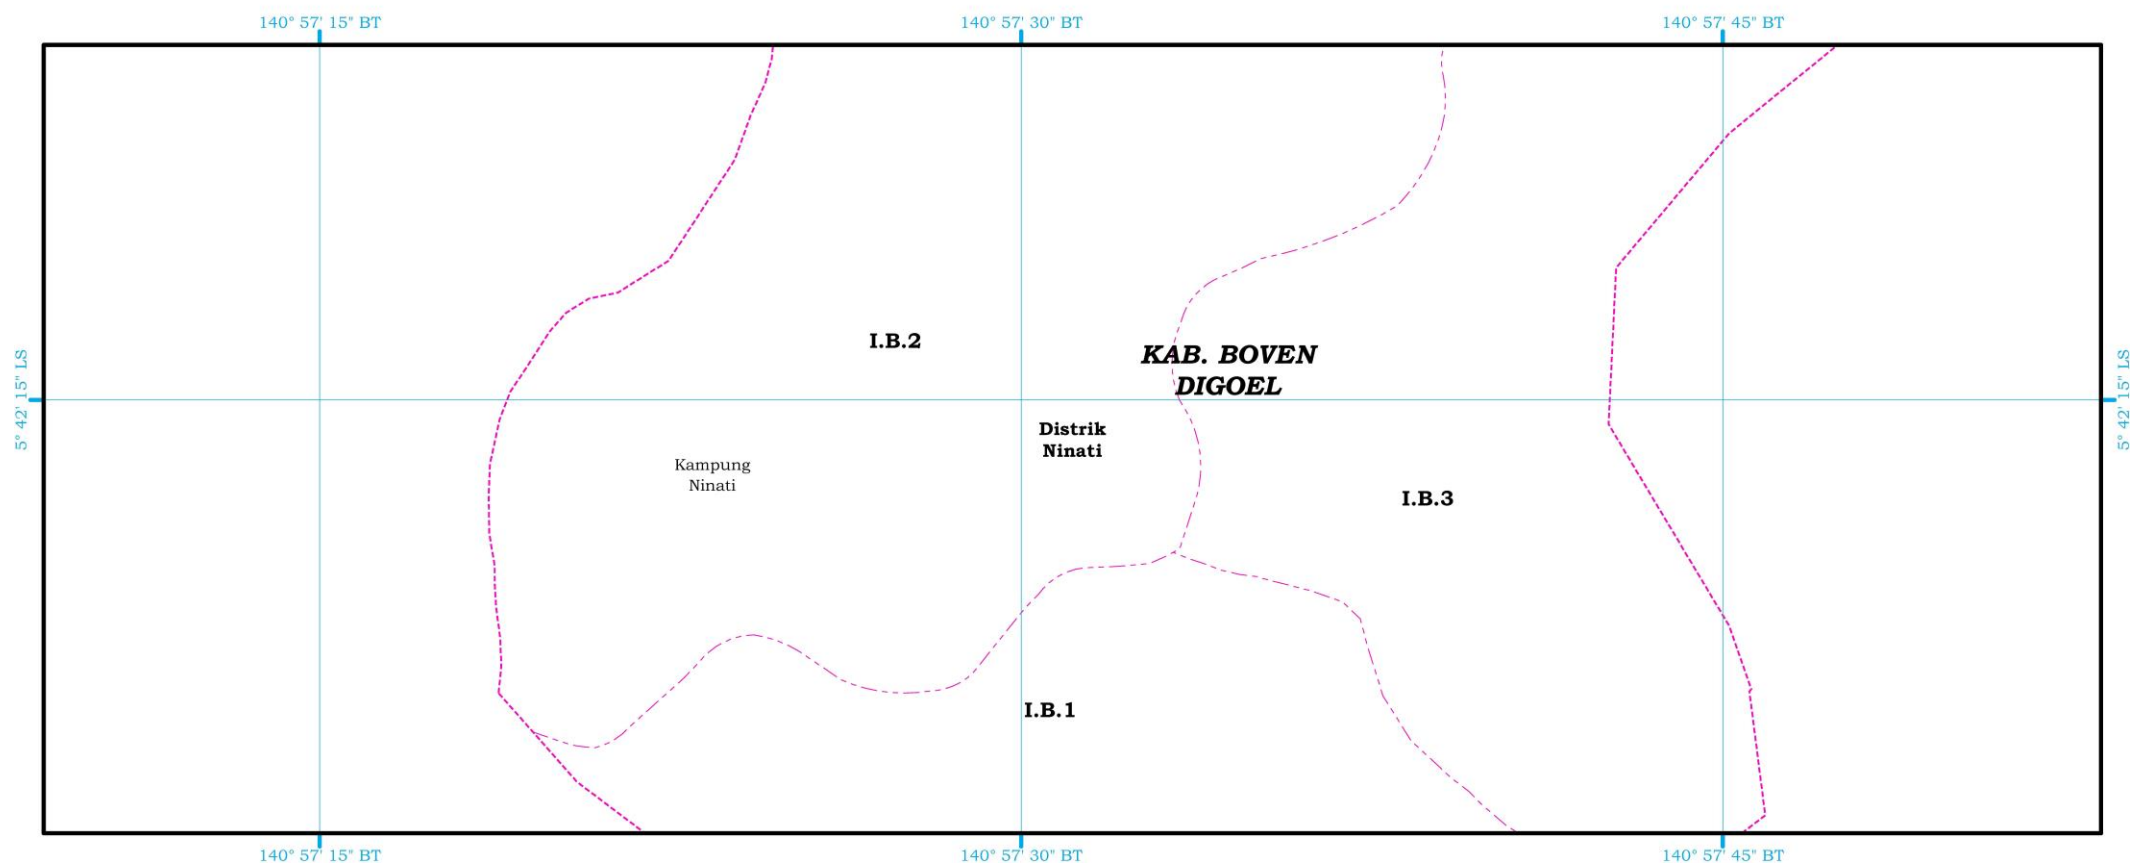 140° 57' 15" BT
140° 57' 30" BT
140° 57' 45" BT
I.B.2
KAB. BOVEN
DIGOEL
5° 42' 15" LS
5° 42' 15" LS
Distrik
Ninati
Kampung
Ninati
I.B.3
I.B.1
140° 57' 15" BT
140° 57' 30" BT
140° 57' 45" BT